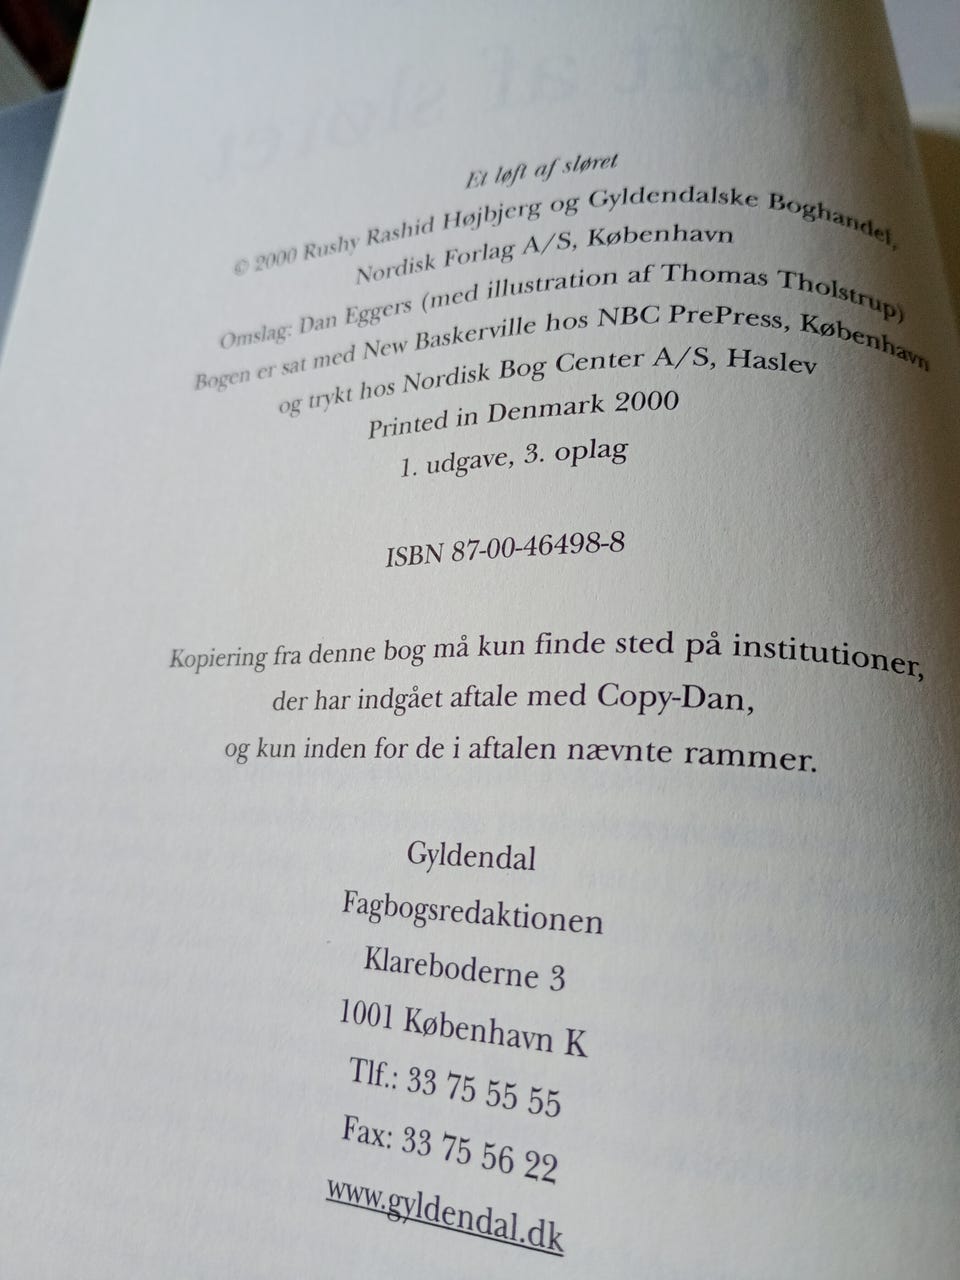 Et løft af sløret
© 2000 Rushy Rashid Højbjerg og Gyldendalske Boghandel,
Nordisk Forlag A/S, København
Omslag: Dan Eggers (med illustration af Thomas Tholstrup)
Bogen er sat med New Baskerville hos NBC PrePress, København
og trykt hos Nordisk Bog Center A/S, Haslev
Printed in Denmark 2000
1. udgave, 3. oplag
ISBN 87-00-46498-8
Kopiering fra denne bog må kun finde sted på institutioner,
der har indgået aftale med Copy-Dan,
og kun inden for de i aftalen nævnte rammer.
Gyldendal
Fagbogsredaktionen
Klareboderne 3
1001 København K
Tlf.: 33 75 55 55
Fax: 33 75 56 22
www.gyldendal.dk